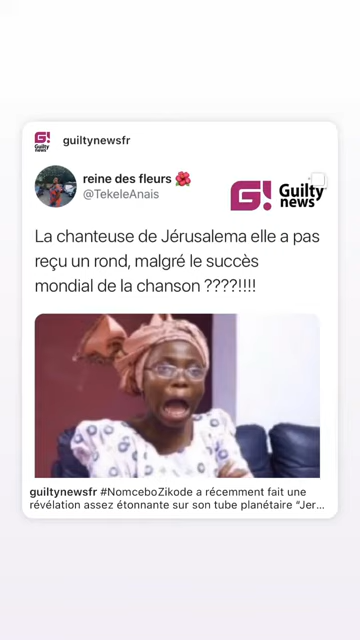 G!
Guilty
news
guiltynewsfr
reine des fleurs 🌺
@TekeleAnais
G! Guilty
news
La chanteuse de Jérusalema elle a pas
reçu un rond, malgré le succès
mondial de la chanson ????!!!!
guiltynewsfr #NomceboZikode a récemment fait une
révélation assez étonnante sur son tube planétaire “Jer...